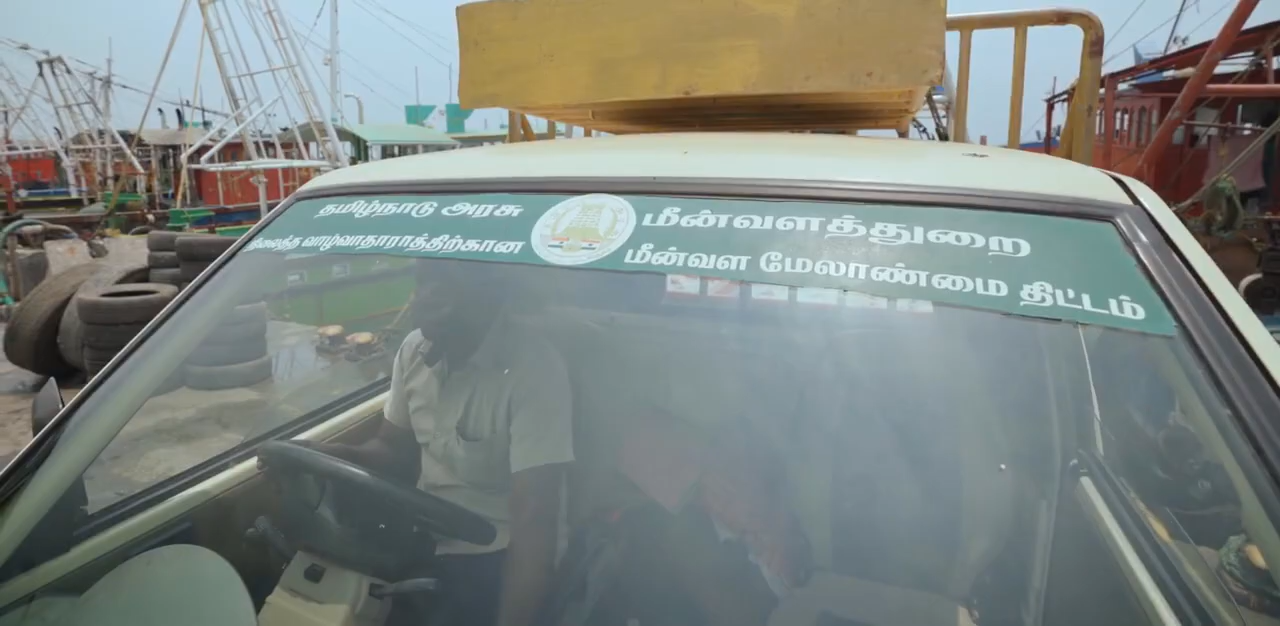 தமிழ்நாடு அரசு
நிலைத்த வாழ்வாதாரத்திற்கான
மீன்வளத்துறை
மீன்வள மேலாண்மை திட்டம்